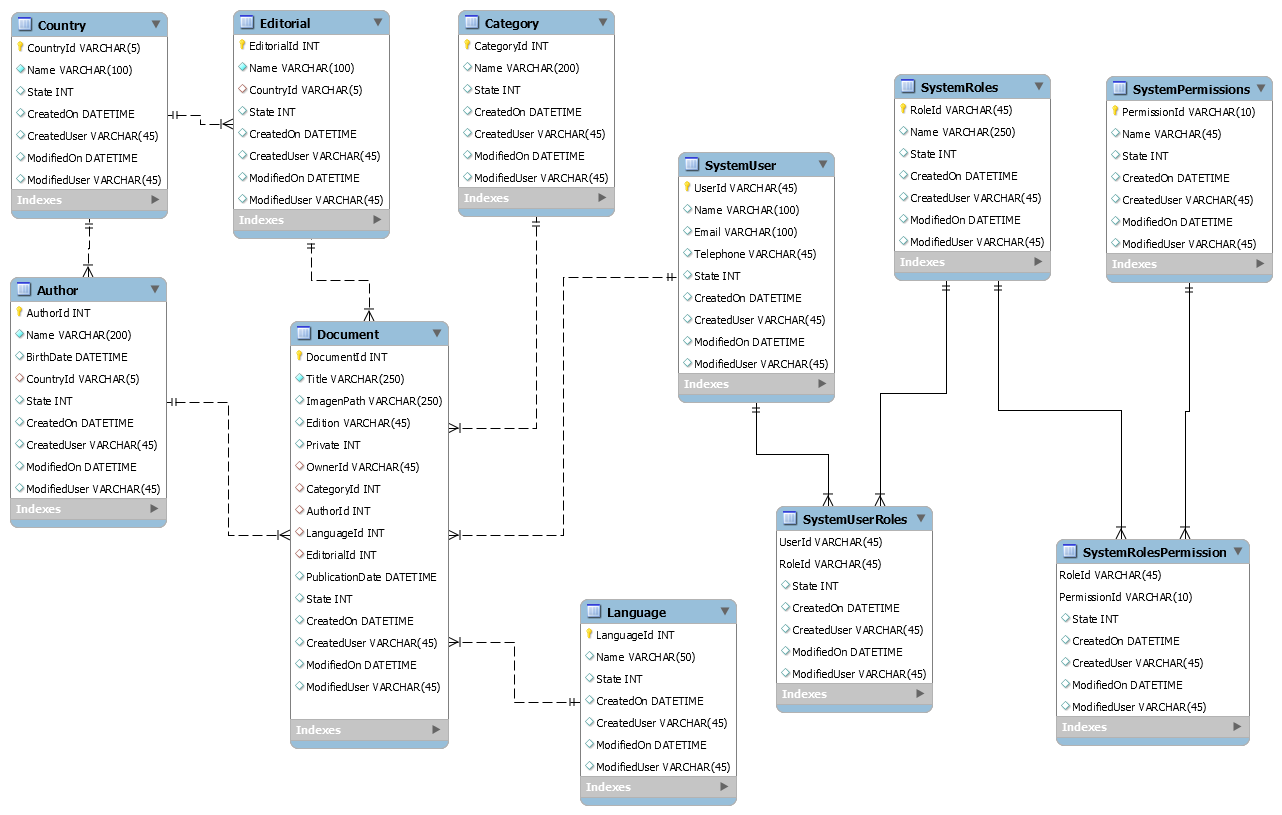 Country
CountryId VARCHAR(5)
Name VARCHAR(100)
State INT
CreatedOn DATETIME
CreatedUser VARCHAR(45)
ModifiedOn DATETIME
ModifiedUser VARCHAR(45)
Indexes
Editorial
EditorialId INT
Name VARCHAR(100)
CountryId VARCHAR(5)
State INT
CreatedOn DATETIME
CreatedUser VARCHAR(45)
ModifiedOn DATETIME
ModifiedUser VARCHAR(45)
Indexes
Category
CategoryId INT
Name VARCHAR(200)
State INT
CreatedOn DATETIME
CreatedUser VARCHAR(45)
ModifiedOn DATETIME
ModifiedUser VARCHAR(45)
Indexes
SystemUser
UserId VARCHAR(45)
Name VARCHAR(100)
Email VARCHAR(100)
Telephone VARCHAR(45)
State INT
CreatedOn DATETIME
CreatedUser VARCHAR(45)
ModifiedOn DATETIME
ModifiedUser VARCHAR(45)
Indexes
SystemRoles
RoleId VARCHAR(45)
Name VARCHAR(250)
State INT
CreatedOn DATETIME
CreatedUser VARCHAR(45)
ModifiedOn DATETIME
ModifiedUser VARCHAR(45)
Indexes
SystemPermissions
PermissionId VARCHAR(10)
Name VARCHAR(45)
State INT
CreatedOn DATETIME
CreatedUser VARCHAR(45)
ModifiedOn DATETIME
ModifiedUser VARCHAR(45)
Indexes
Author
AuthorId INT
Name VARCHAR(200)
BirthDate DATETIME
CountryId VARCHAR(5)
State INT
CreatedOn DATETIME
CreatedUser VARCHAR(45)
ModifiedOn DATETIME
ModifiedUser VARCHAR(45)
Indexes
Document
DocumentId INT
Title VARCHAR(250)
ImagenPath VARCHAR(250)
Edition VARCHAR(45)
Private INT
OwnerId VARCHAR(45)
CategoryId INT
AuthorId INT
LanguageId INT
EditorialId INT
PublicationDate DATETIME
State INT
CreatedOn DATETIME
CreatedUser VARCHAR(45)
ModifiedOn DATETIME
ModifiedUser VARCHAR(45)
Indexes
Language
LanguageId INT
Name VARCHAR(50)
State INT
CreatedOn DATETIME
CreatedUser VARCHAR(45)
ModifiedOn DATETIME
ModifiedUser VARCHAR(45)
Indexes
SystemUserRoles
UserId VARCHAR(45)
RoleId VARCHAR(45)
State INT
CreatedOn DATETIME
CreatedUser VARCHAR(45)
ModifiedOn DATETIME
ModifiedUser VARCHAR(45)
Indexes
SystemRolesPermission
RoleId VARCHAR(45)
PermissionId VARCHAR(10)
State INT
CreatedOn DATETIME
CreatedUser VARCHAR(45)
ModifiedOn DATETIME
ModifiedUser VARCHAR(45)
Indexes